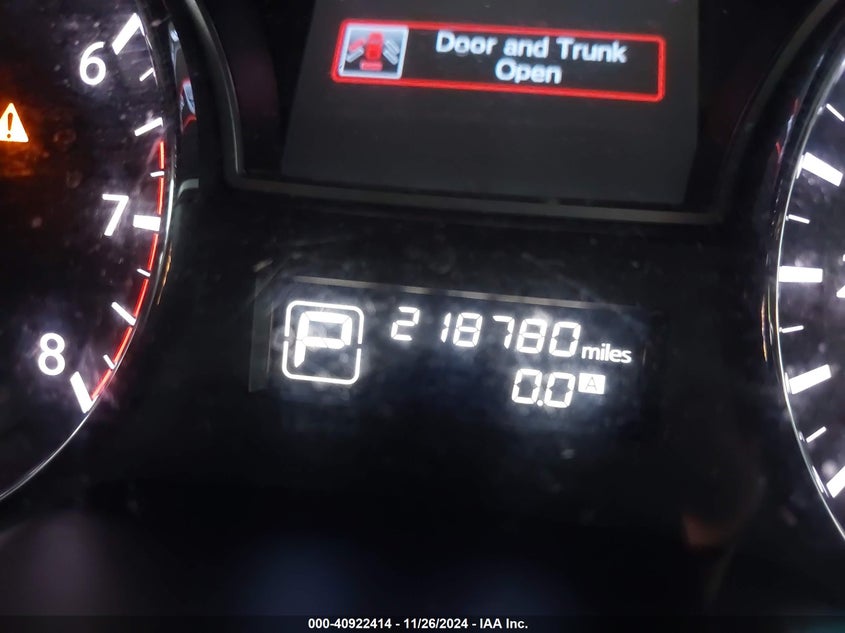 Door and Trunk
Open
6
7
8
P
218780 miles
0.0 A
000-40922414 - 11/26/2024 - IAA Inc.